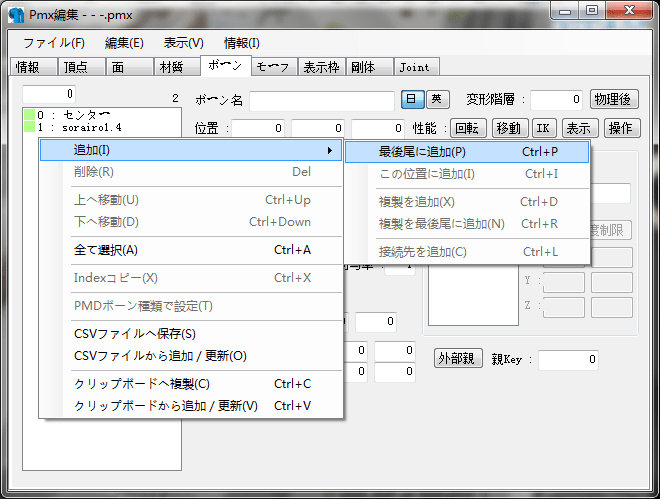 Pmx編集 - - -.pmx
ファイル(F) 編集(E) 表示(V) 情報(I)
情報 頂点 面 材質 ボーン モーフ 表示枠 剛体 Joint
0 2 ボーン名 日 英 変形階層 : 0 物理後
0 : センター
1 : sorairo1.4
位置 : 0 0 0 性能 : 回転 移動 IK 表示 操作
追加(I)
削除(R) Del
上へ移動(U) Ctrl+Up
下へ移動(D) Ctrl+Down
全て選択(A) Ctrl+A
Indexコピー(X) Ctrl+X
PMDボーン種類で設定(T)
CSVファイルへ保存(S)
CSVファイルから追加 / 更新(O)
クリップボードへ複製(C) Ctrl+C
クリップボードから追加 / 更新(V) Ctrl+V
最後尾に追加(P) Ctrl+P
この位置に追加(I) Ctrl+I
複製を追加(X) Ctrl+D
複製を最後尾に追加(N) Ctrl+R
接続先を追加(C) Ctrl+L
度制限
Y :
Z :
0 0
0 0
0 0
外部親 親Key : 0